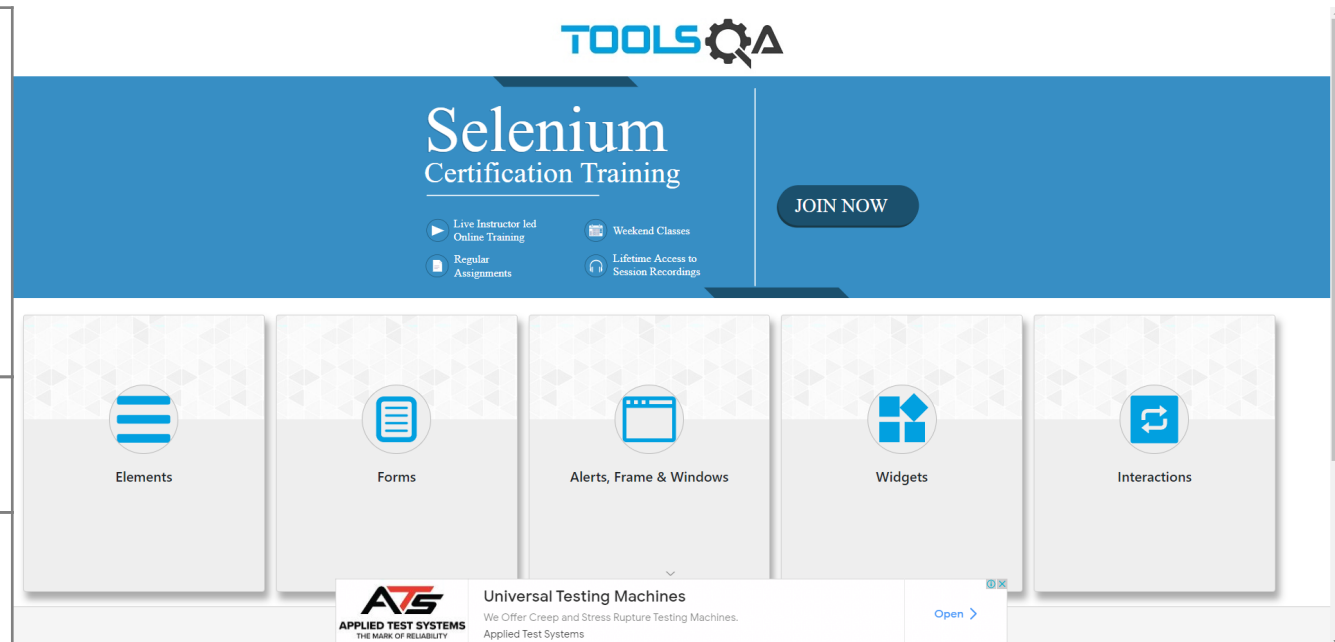 TOOLSQA
Selenium
Certification Training
Live Instructor led
Online Training
Weekend Classes
Regular
Assignments
Lifetime Access to
Session Recordings
JOIN NOW
Elements
Forms
Alerts, Frame & Windows
Widgets
Interactions
ATS
APPLIED TEST SYSTEMS
THE MARK OF RELIABILITY
Universal Testing Machines
We Offer Creep and Stress Rupture Testing Machines.
Applied Test Systems
Open